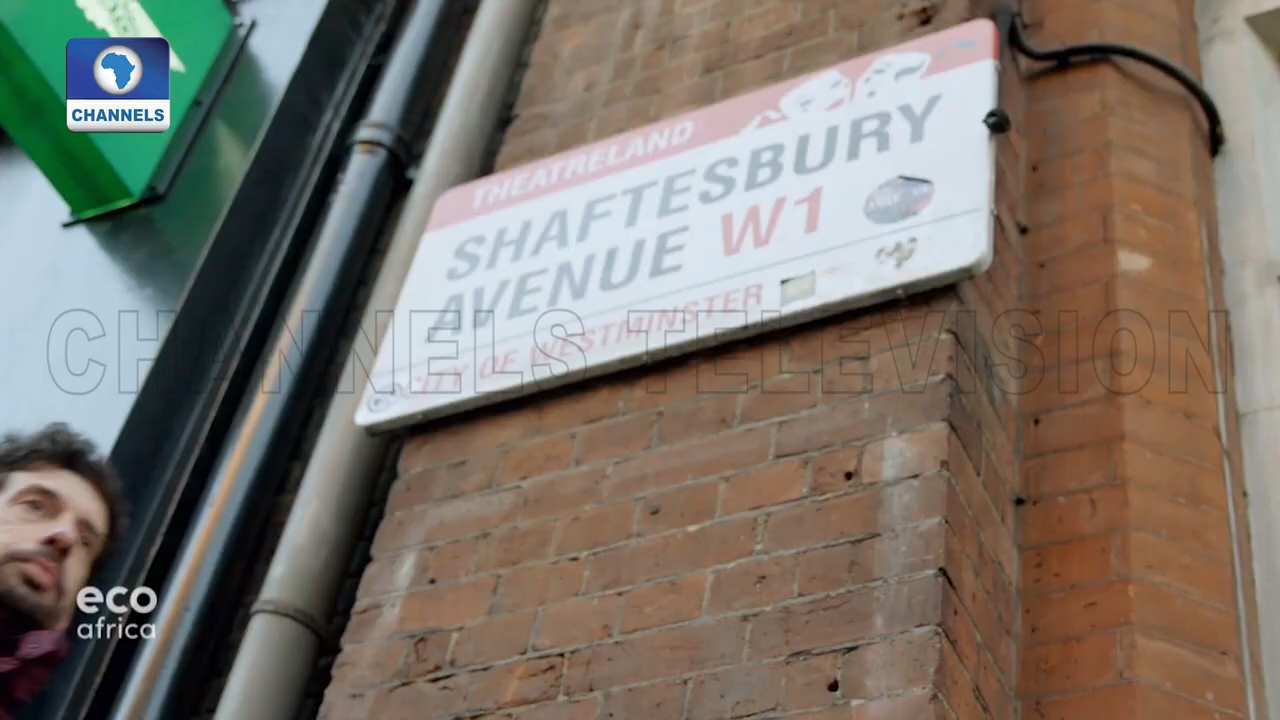 CHANNELS
THEATRELAND
SHAFTESBURY
AVENUE W1
CITY OF WESTMINSTER
CHANNELS TELEVISION
eco
africa